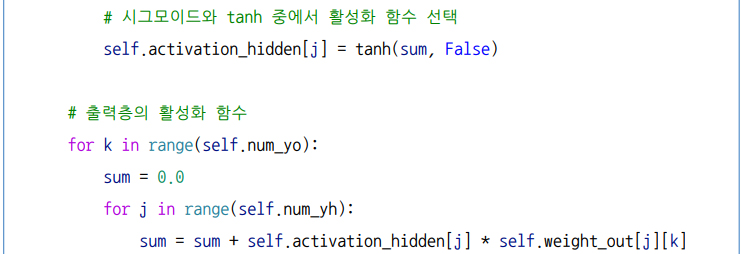 # 시그모이드와 tanh 중에서 활성화 함수 선택
self.activation_hidden[j] = tanh(sum, False)
# 출력층의 활성화 함수
for k in range(self.num_yo):
sum = 0.0
for j in range(self.num_yh):
sum = sum + self.activation_hidden[j] * self.weight_out[j][k]